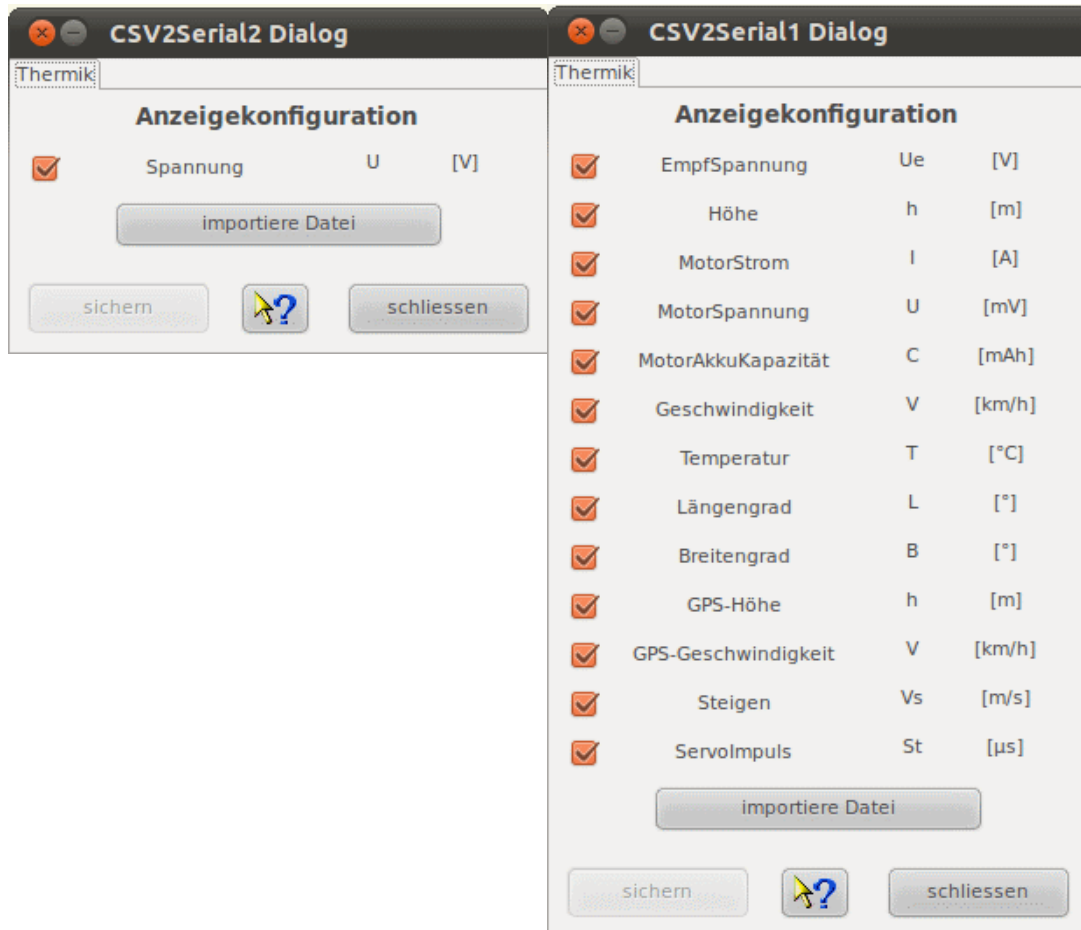 CSV2Serial2 Dialog
Thermik
Anzeigekonfiguration
Spannung U [V]
importiere Datei
sichern ? schliessen
CSV2Serial1 Dialog
Thermik
Anzeigekonfiguration
EmpfSpannung Ue [V]
Höhe h [m]
MotorStrom I [A]
MotorSpannung U [mV]
MotorAkkuKapazität C [mAh]
Geschwindigkeit V [km/h]
Temperatur T [°C]
Längengrad L [°]
Breitengrad B [°]
GPS-Höhe h [m]
GPS-Geschwindigkeit V [km/h]
Steigen Vs [m/s]
ServoImpuls St [µs]
importiere Datei
sichern ? schliessen